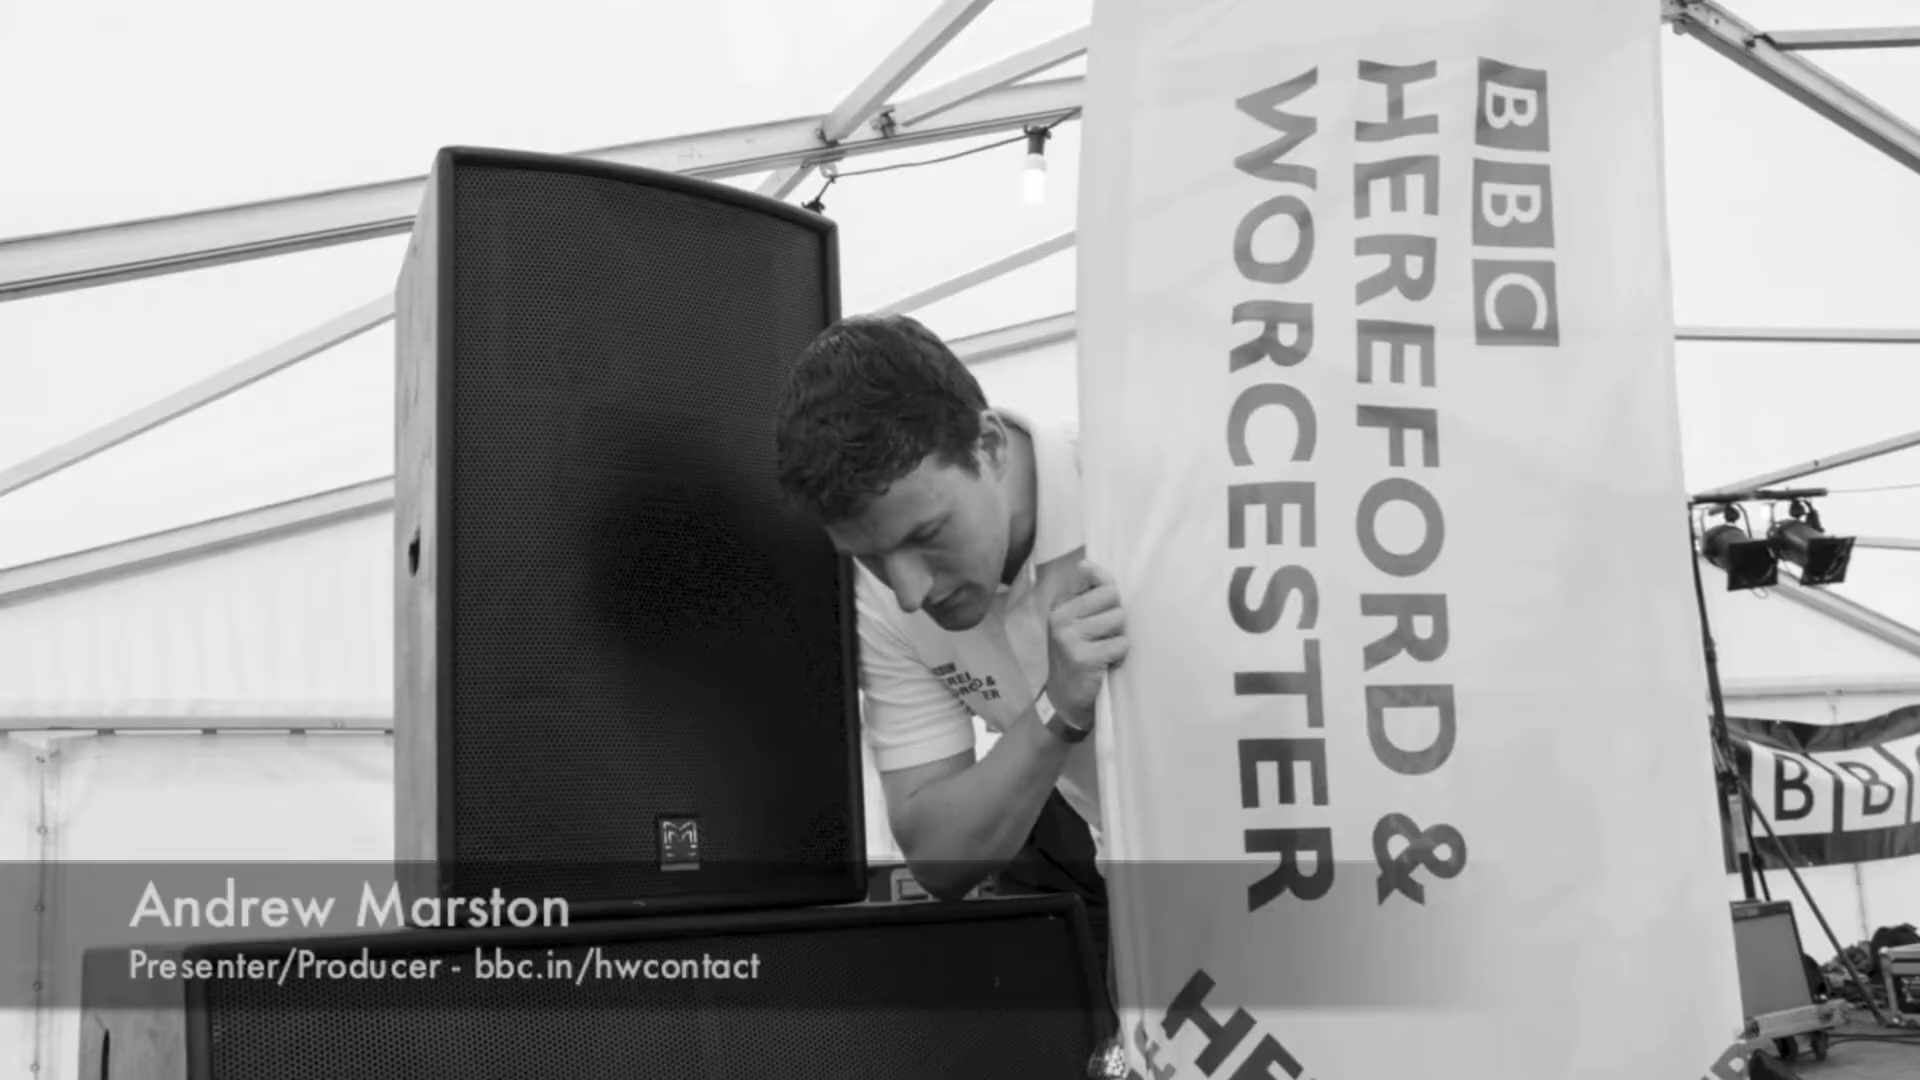 BBC
HEREFORD &
WORCESTER
Andrew Marston
Presenter/Producer - bbc.in/hwcontact